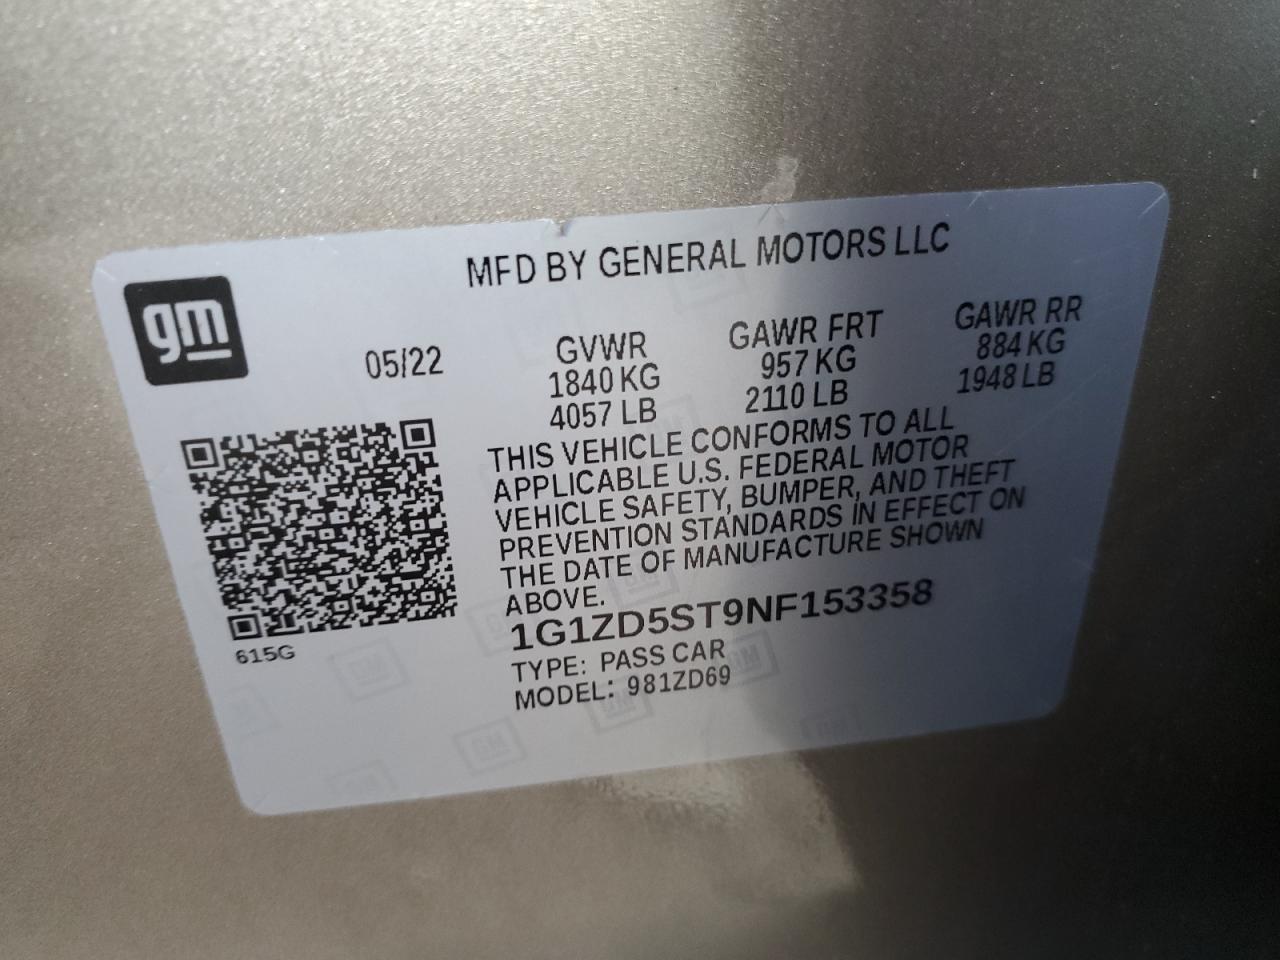 MFD BY GENERAL MOTORS LLC
gm
05/22
GVWR GAWR FRT GAWR RR
1840 KG 957 KG 884 KG
4057 LB 2110 LB 1948 LB
THIS VEHICLE CONFORMS TO ALL
APPLICABLE U.S. FEDERAL MOTOR
VEHICLE SAFETY, BUMPER, AND THEFT
PREVENTION STANDARDS IN EFFECT ON
THE DATE OF MANUFACTURE SHOWN
ABOVE.
1G1ZD5ST9NF153358
615G
TYPE: PASS CAR
MODEL: 981ZD69